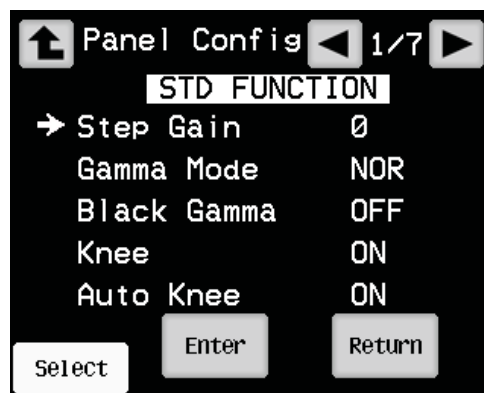 Panel Config 1/7
STD FUNCTION
Step Gain 0
Gamma Mode NOR
Black Gamma OFF
Knee ON
Auto Knee ON
Select Enter Return